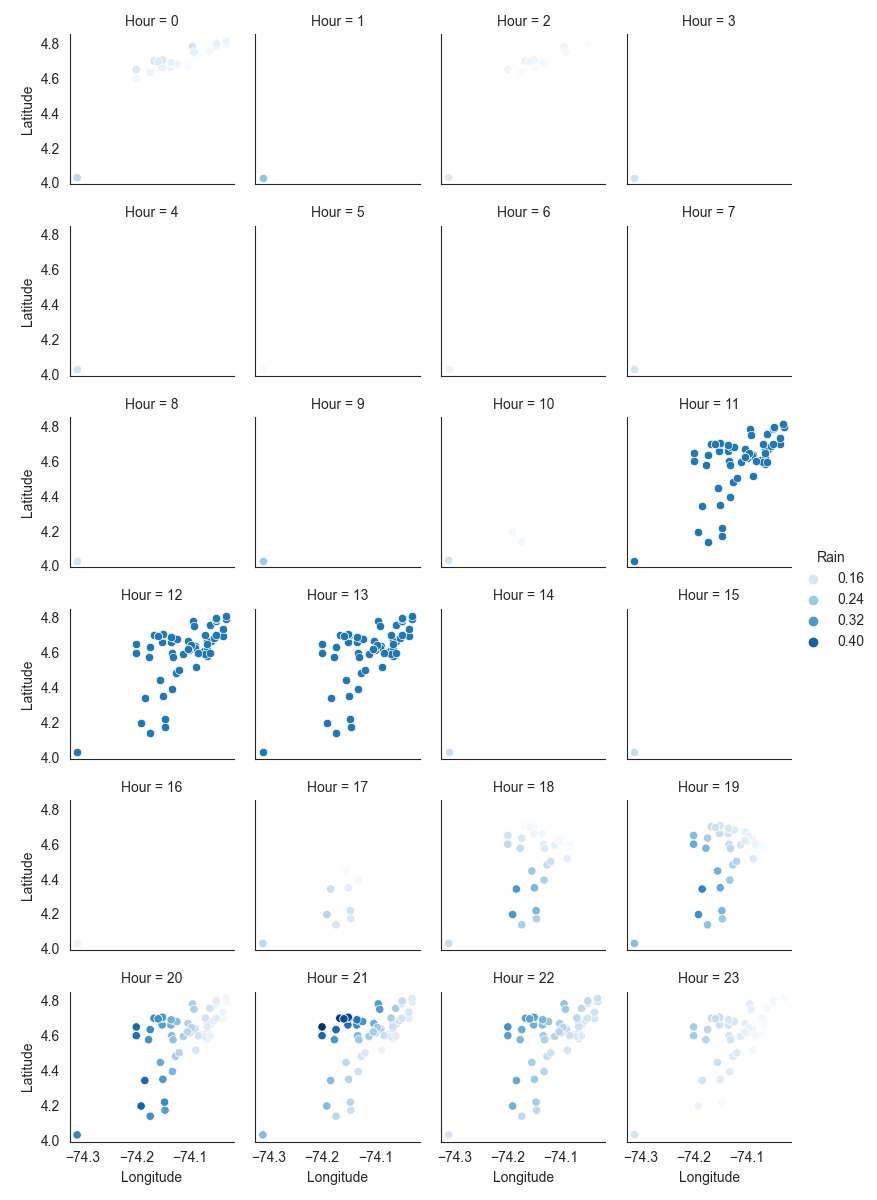 Hour = 0 Hour = 1 Hour = 2 Hour = 3
4.8
4.6
4.4
4.2
4.0
Latitude
Hour = 4 Hour = 5 Hour = 6 Hour = 7
4.8
4.6
4.4
4.2
4.0
Latitude
Hour = 8 Hour = 9 Hour = 10 Hour = 11
4.8
4.6
4.4
4.2
4.0
Latitude
Rain
0.16
0.24
0.32
0.40
Hour = 12 Hour = 13 Hour = 14 Hour = 15
4.8
4.6
4.4
4.2
4.0
Latitude
Hour = 16 Hour = 17 Hour = 18 Hour = 19
4.8
4.6
4.4
4.2
4.0
Latitude
Hour = 20 Hour = 21 Hour = 22 Hour = 23
4.8
4.6
4.4
4.2
4.0
Latitude
−74.3 −74.2 −74.1 −74.3 −74.2 −74.1 −74.3 −74.2 −74.1 −74.3 −74.2 −74.1
Longitude Longitude Longitude Longitude